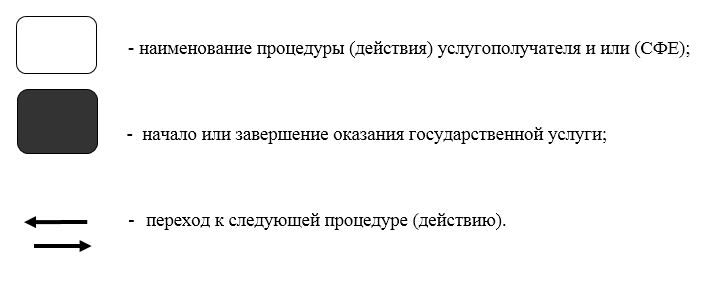 - наименование процедуры (действия) услугополучателя и или (СФЕ);
- начало или завершение оказания государственной услуги;
- переход к следующей процедуре (действию).